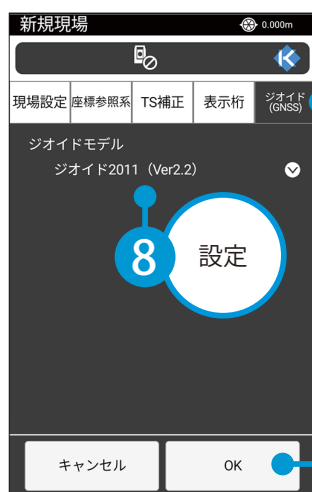 新規現場
0.000m
現場設定 座標参照系 TS補正 表示桁 ジオイド
(GNSS)
ジオイドモデル
ジオイド2011（Ver2.2）
8 設定
キャンセル OK